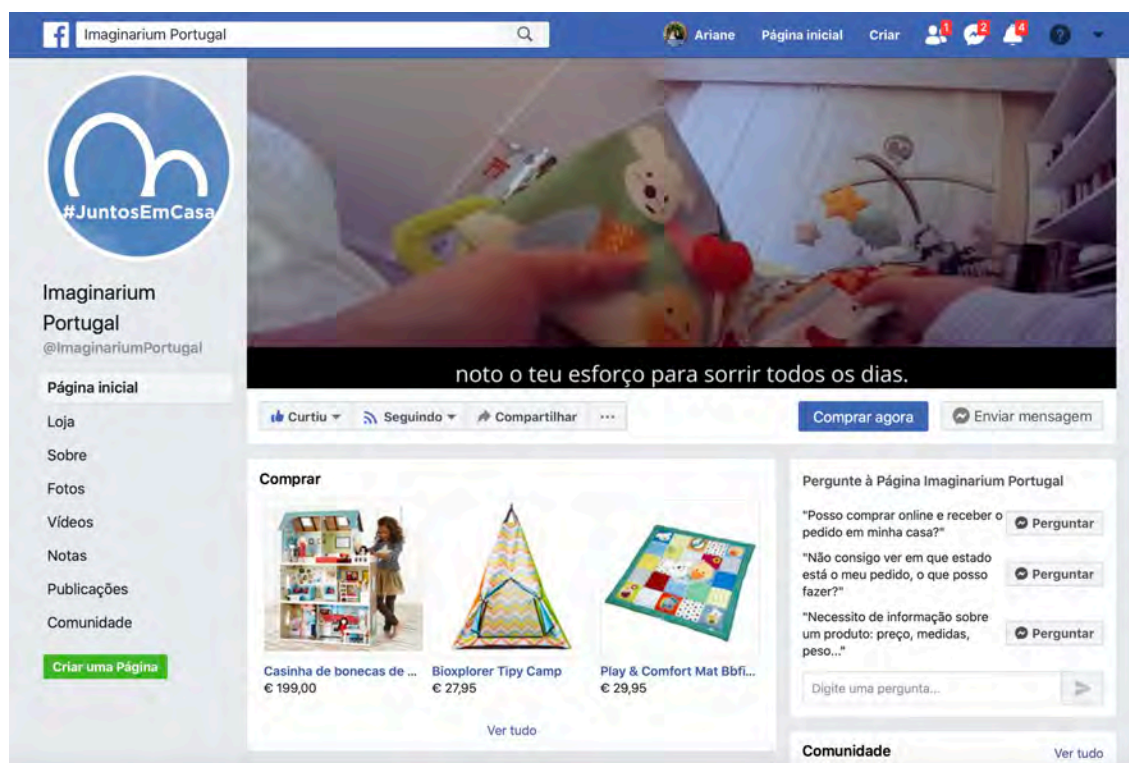 f
Imaginarium Portugal
Ariane
Página inicial
Criar
1
2
4
?
#JuntosEmCasa
Imaginarium
Portugal
@ImaginariumPortugal
Página inicial
Loja
Sobre
Fotos
Vídeos
Notas
Publicações
Comunidade
Criar uma Página
noto o teu esforço para sorrir todos os dias.
Curtiu
Seguindo
Compartilhar
...
Comprar agora
Enviar mensagem
Comprar
Casinha de bonecas de ...
€ 199,00
Bioxplorer Tipy Camp
€ 27,95
Play & Comfort Mat Bbfi...
€ 29,95
Ver tudo
Pergunte à Página Imaginarium Portugal
"Posso comprar online e receber o
pedido em minha casa?"
Perguntar
"Não consigo ver em que estado
está o meu pedido, o que posso
fazer?"
Perguntar
"Necessito de informação sobre
um produto: preço, medidas,
peso..."
Perguntar
Digite uma pergunta...
Comunidade
Ver tudo